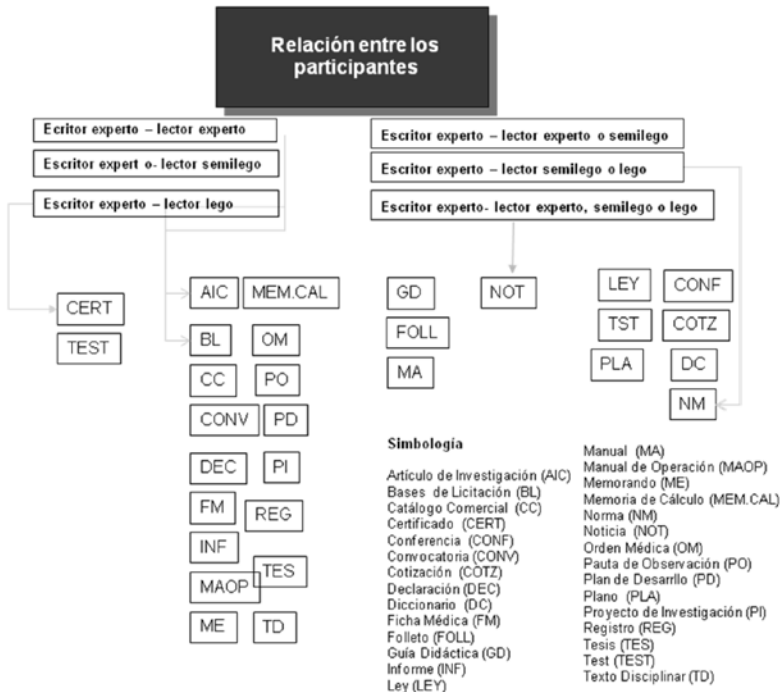 Relación entre los
participantes
Ecritor experto – lector experto
Escritor expert o- lector semilego
Escritor experto – lector lego
Escritor experto – lector experto o semilego
Escritor experto – lector semilego o lego
Escritor experto- lector experto, semilego o lego
CERT
TEST
AIC
MEM.CAL
BL
OM
CC
PO
CONV
PD
DEC
PI
FM
REG
INF
TES
MAOP
ME
TD
GD
NOT
FOLL
MA
LEY
CONF
TST
COTZ
PLA
DC
NM
Simbología
Artículo de Investigación (AIC)
Bases de Licitación (BL)
Catálogo Comercial (CC)
Certificado (CERT)
Conferencia (CONF)
Convocatoria (CONV)
Cotización (COTZ)
Declaración (DEC)
Diccionario (DC)
Ficha Médica (FM)
Folleto (FOLL)
Guía Didáctica (GD)
Informe (INF)
Ley (LEY)
Manual (MA)
Manual de Operación (MAOP)
Memorando (ME)
Memoria de Cálculo (MEM.CAL)
Norma (NM)
Noticia (NOT)
Orden Médica (OM)
Pauta de Observación (PO)
Plan de Desarrllo (PD)
Plano (PLA)
Proyecto de Investigación (PI)
Registro (REG)
Tesis (TES)
Test (TEST)
Texto Disciplinar (TD)